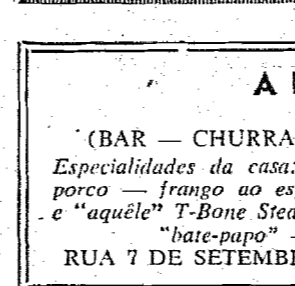 A
(BAR — CHURRA
Especialidades da casa:
porco — frango ao es
e "aquêle" T-Bone Stea
"bate-papo" -
RUA 7 DE SETEMB